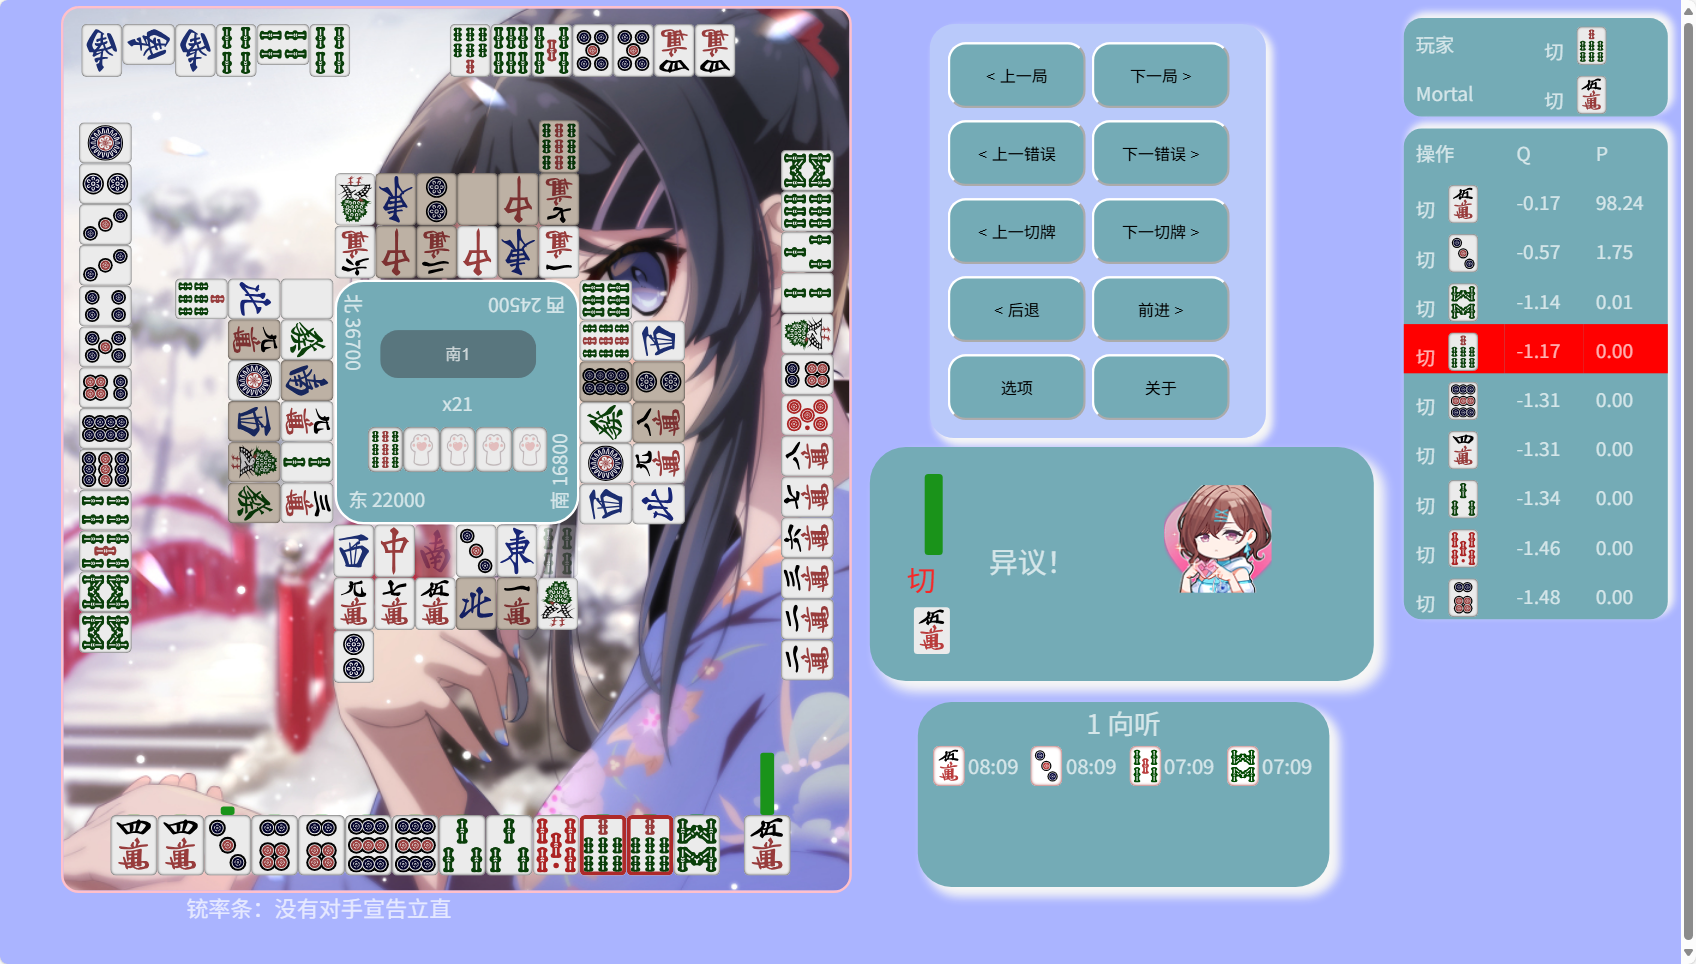 西 24500
北 36700
南1
x21
东 22000
南 16800
铳率条：没有对手宣告立直
< 上一局
下一局 >
< 上一错误
下一错误 >
< 上一切牌
下一切牌 >
< 后退
前进 >
选项
关于
切
异议！
1 向听
08:09 08:09 07:09 07:09
玩家 切
Mortal 切
操作 Q P
切 -0.17 98.24
切 -0.57 1.75
切 -1.14 0.01
切 -1.17 0.00
切 -1.31 0.00
切 -1.31 0.00
切 -1.34 0.00
切 -1.46 0.00
切 -1.48 0.00